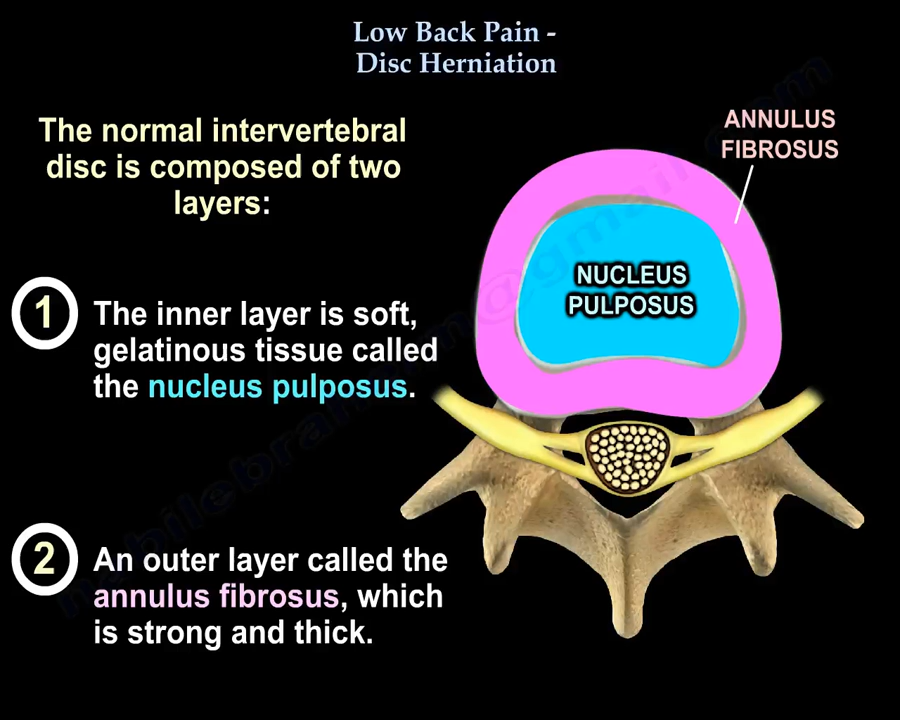 Low Back Pain -
Disc Herniation
The normal intervertebral
disc is composed of two
layers:
1
The inner layer is soft,
gelatinous tissue called
the nucleus pulposus.
2
An outer layer called the
annulus fibrosus, which
is strong and thick.
ANNULUS
FIBROSUS
NUCLEUS
PULPOSUS